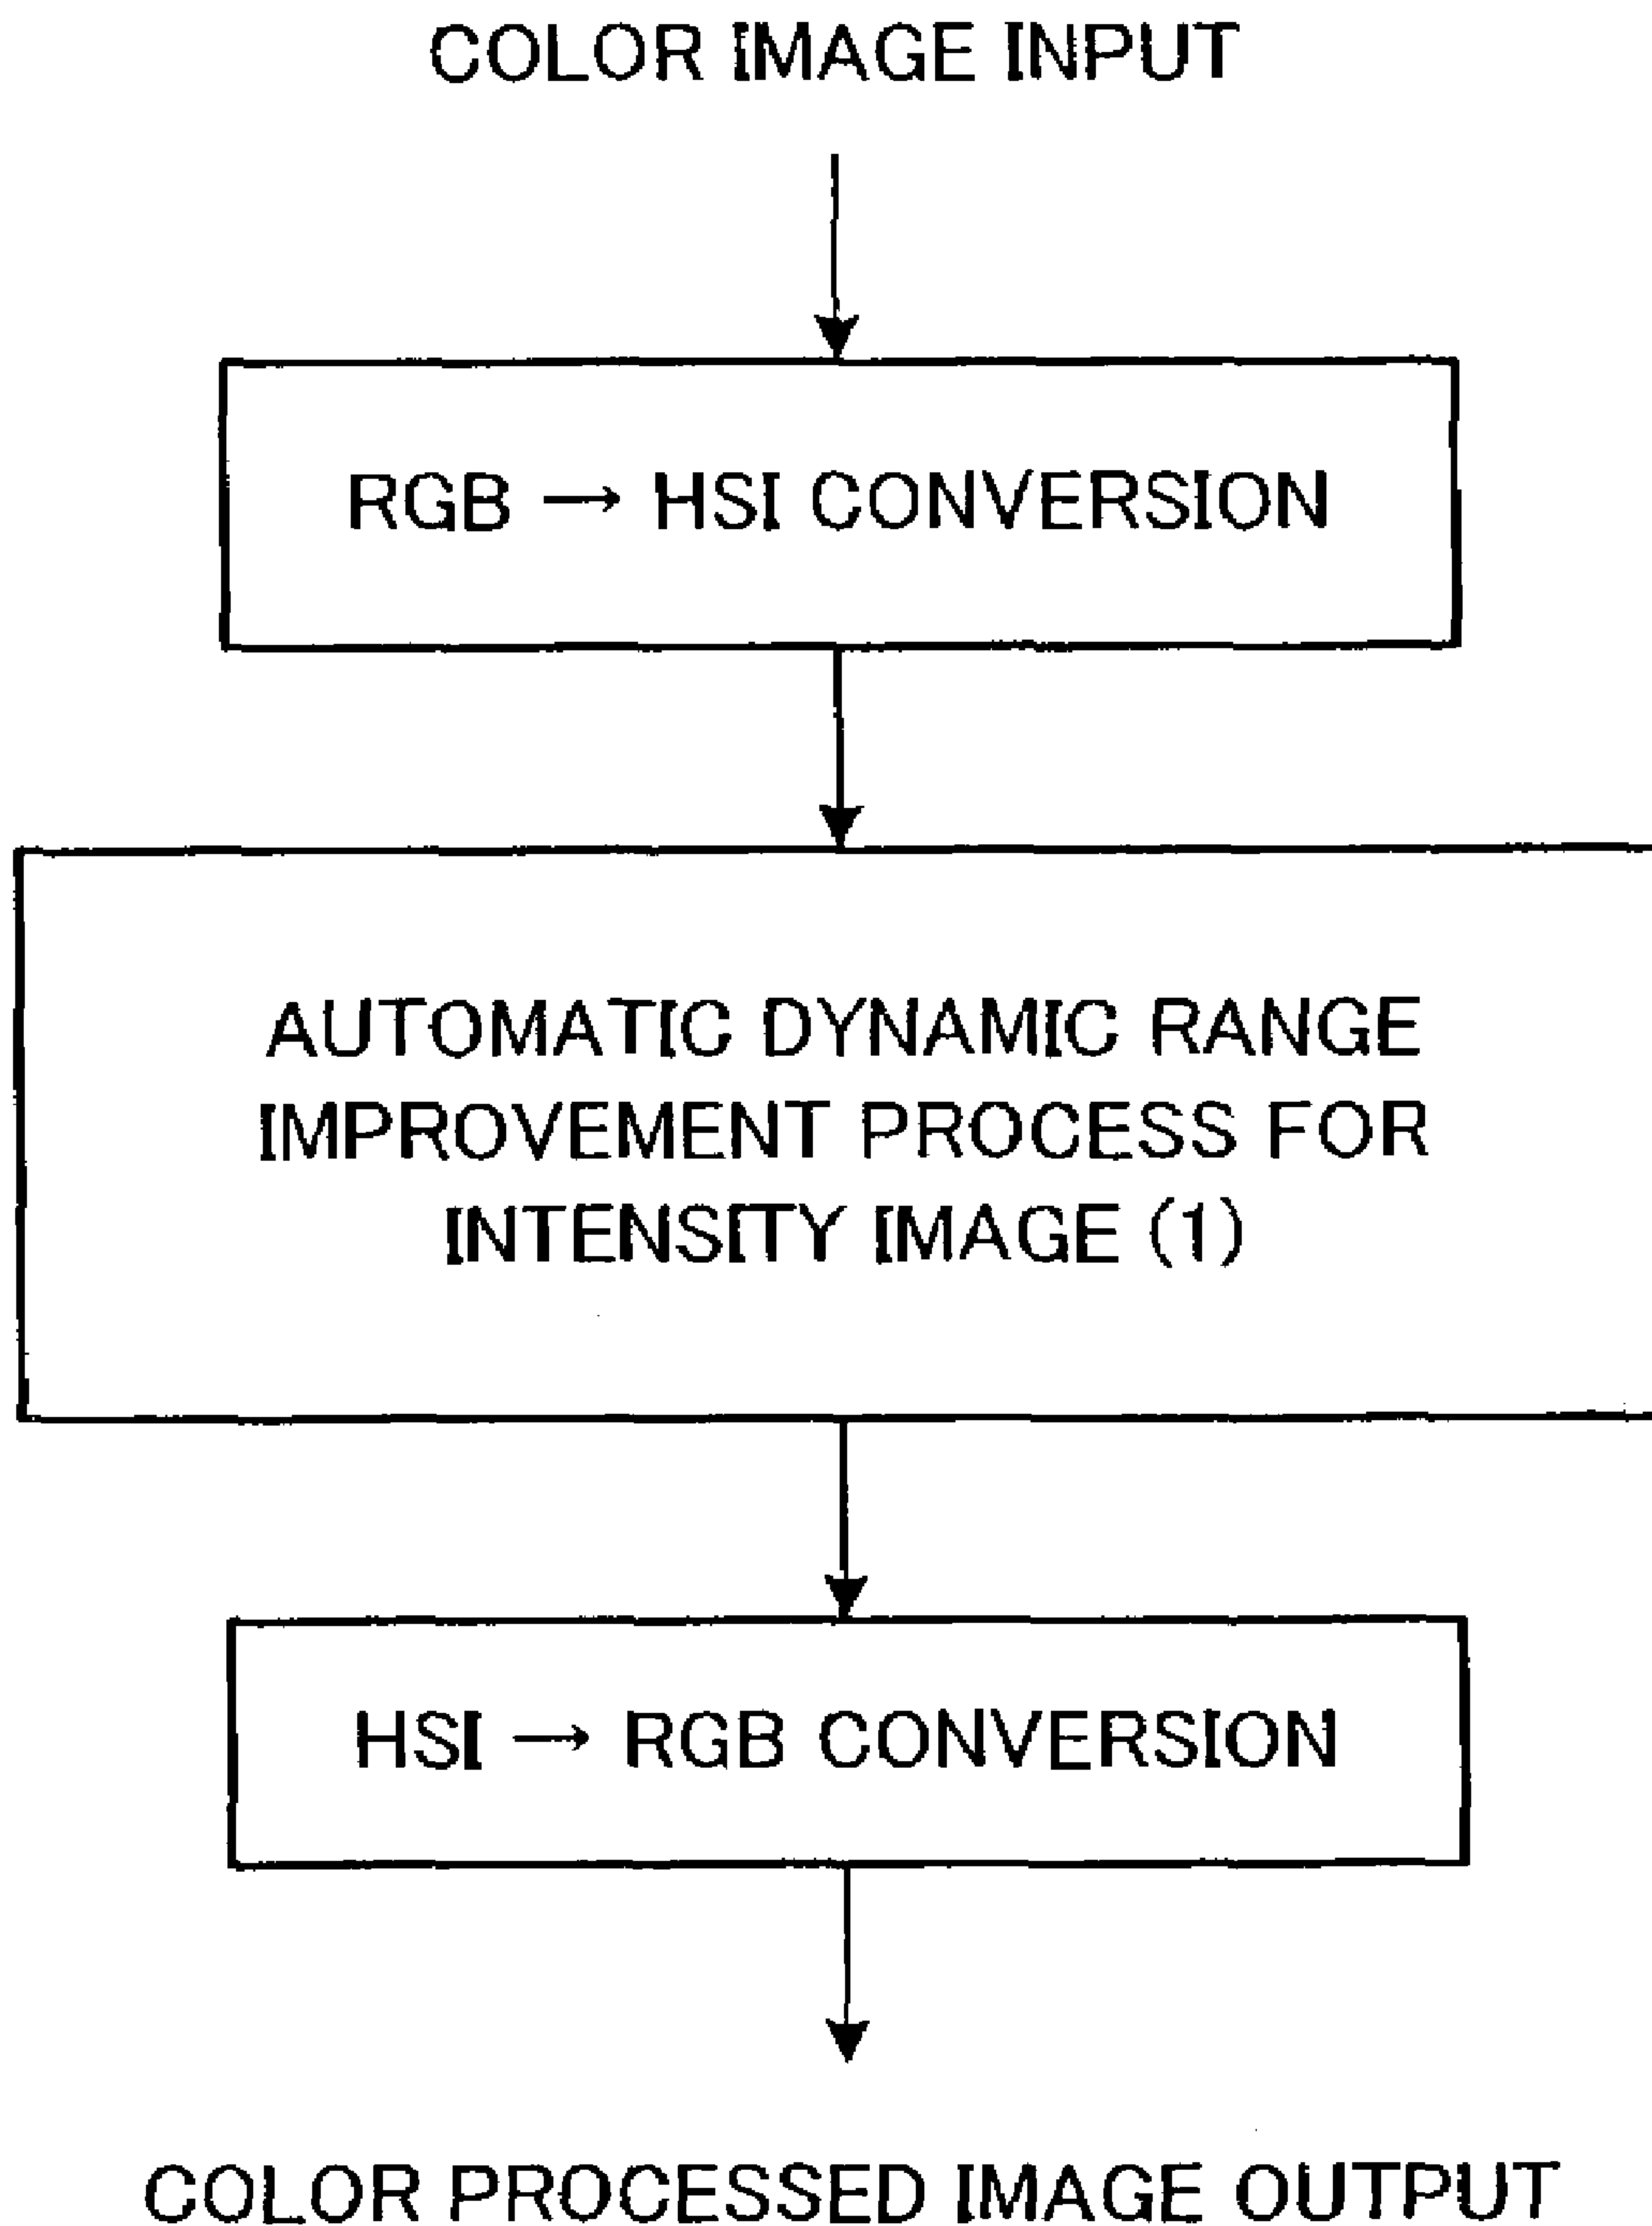 COLOR IMAGE INPUT
RGB → HSI CONVERSION
AUTOMATIC DYNAMIC RANGE
IMPROVEMENT PROCESS FOR
INTENSITY IMAGE (1)
HSI → RGB CONVERSION
COLOR PROCESSED IMAGE OUTPUT